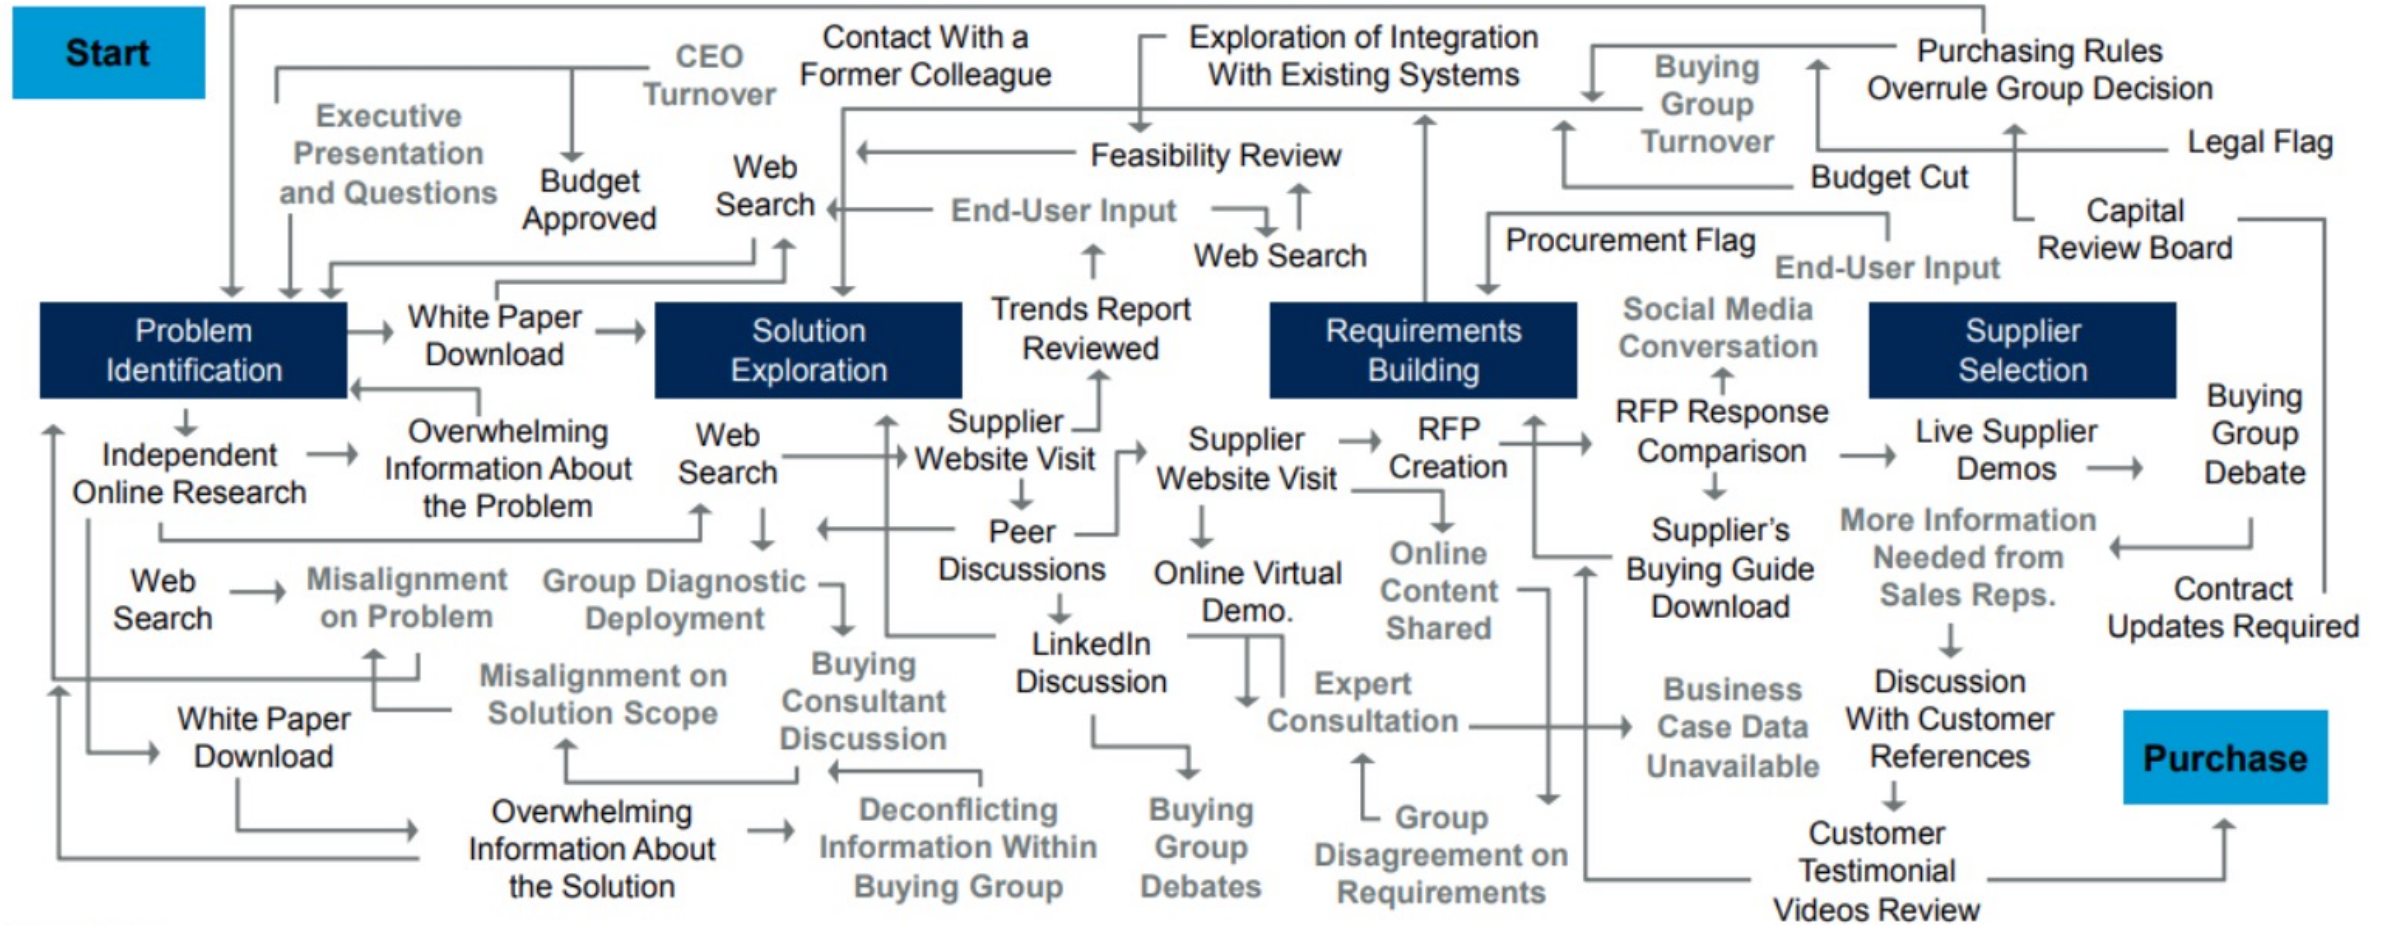 Start
CEO
Turnover
Contact With a
Former Colleague
Exploration of Integration
With Existing Systems
Buying
Group
Turnover
Purchasing Rules
Overrule Group Decision
Legal Flag
Executive
Presentation
and Questions
Budget
Approved
Web
Search
Feasibility Review
End-User Input
Web Search
Budget Cut
Procurement Flag
End-User Input
Capital
Review Board
Problem
Identification
White Paper
Download
Solution
Exploration
Trends Report
Reviewed
Requirements
Building
Social Media
Conversation
Supplier
Selection
Independent
Online Research
Overwhelming
Information About
the Problem
Web
Search
Supplier
Website Visit
Supplier
Website Visit
RFP
Creation
RFP Response
Comparison
Live Supplier
Demos
Buying
Group
Debate
Peer
Discussions
Online Virtual
Demo.
Online
Content
Shared
Supplier’s
Buying Guide
Download
More Information
Needed from
Sales Reps.
Contract
Updates Required
Web
Search
Misalignment
on Problem
Group Diagnostic
Deployment
LinkedIn
Discussion
Buying
Consultant
Discussion
Misalignment on
Solution Scope
Expert
Consultation
Business
Case Data
Unavailable
Discussion
With Customer
References
White Paper
Download
Purchase
Overwhelming
Information About
the Solution
Deconflicting
Information Within
Buying Group
Buying
Group
Debates
Group
Disagreement on
Requirements
Customer
Testimonial
Videos Review